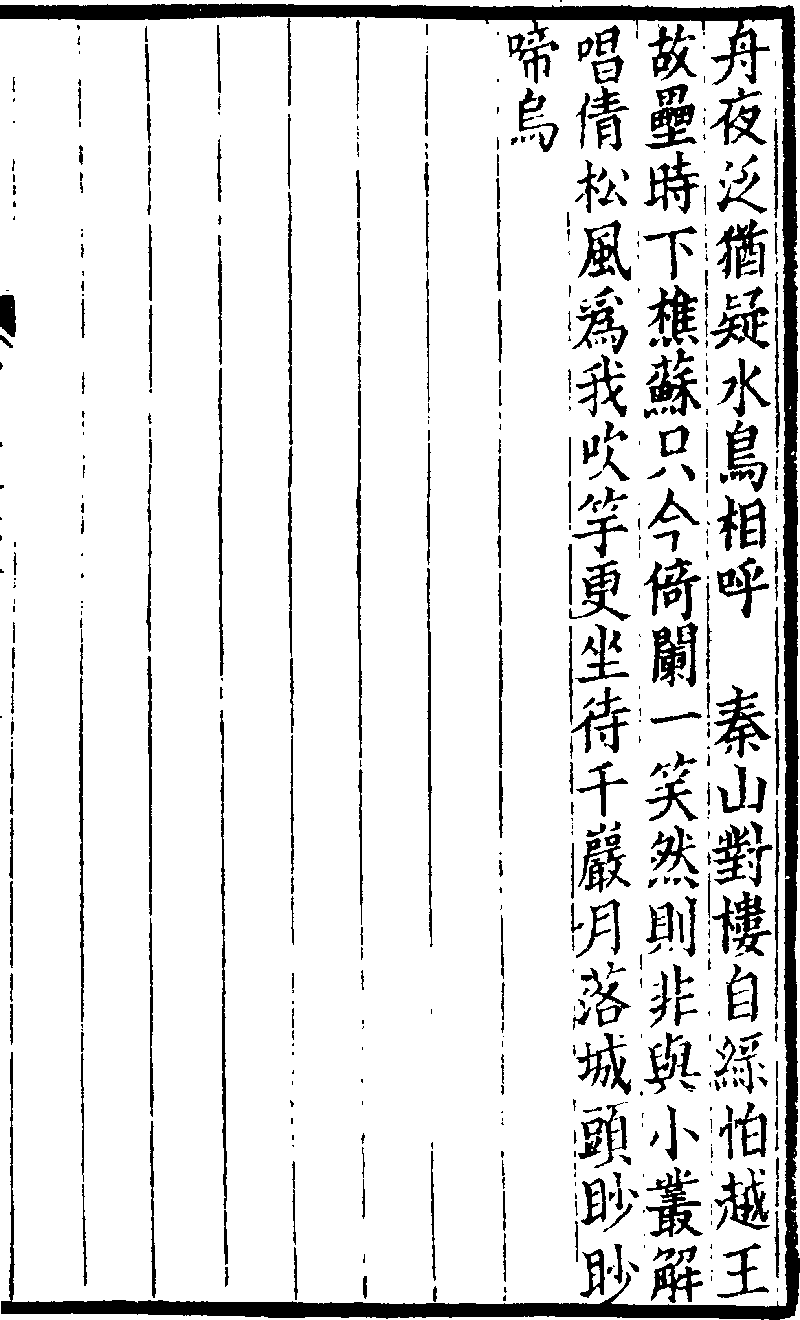 舟夜泛猶疑水鳥相呼　秦山對樓自綠怕越王
故壘時下樵蘇只今倚闌一笑然則非與小叢解
唱倩松風爲我吹竽更坐待千巖月落城頭眇眇
啼烏